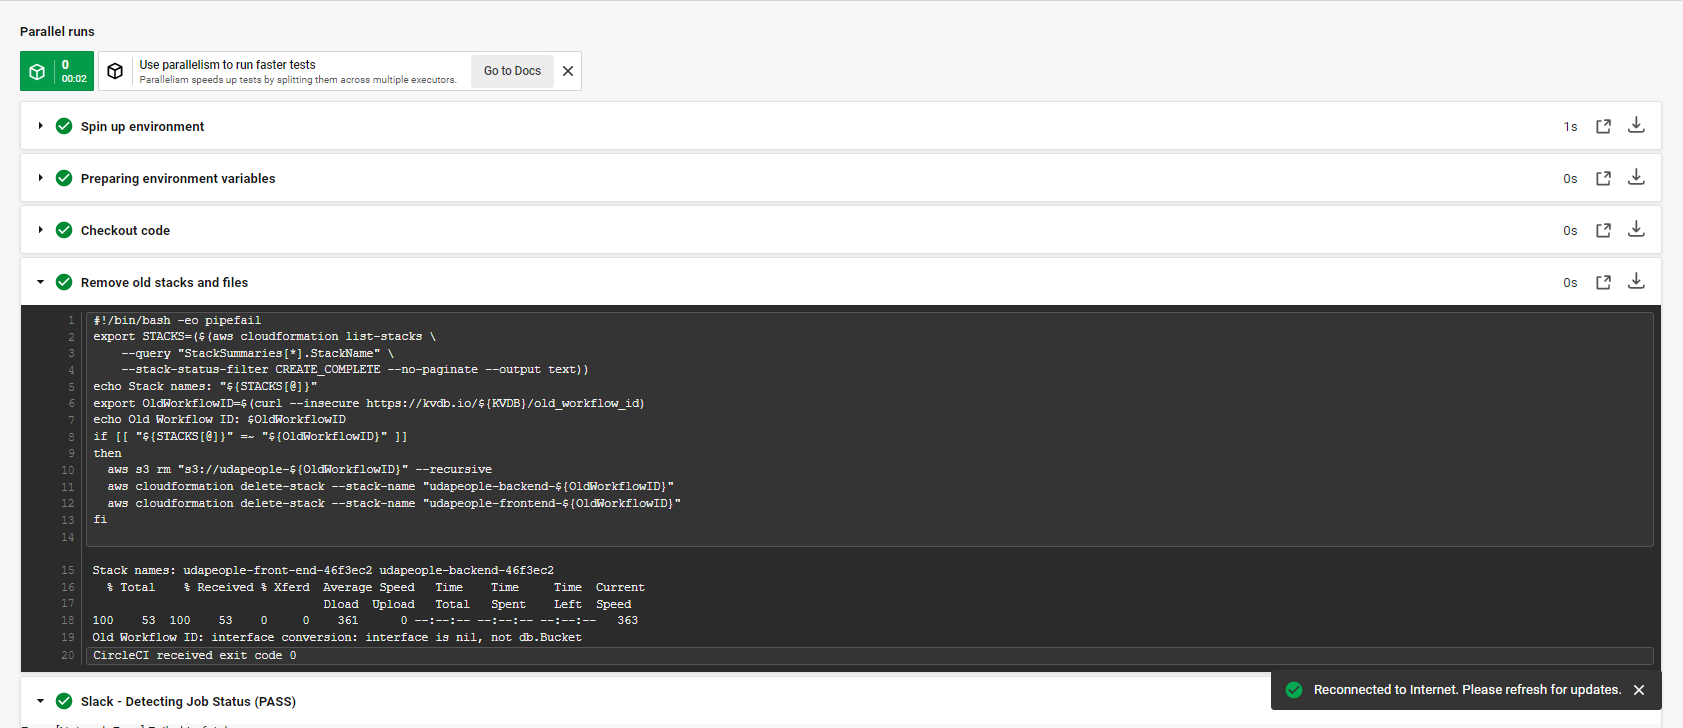 Parallel runs
0
00:02
Use parallelism to run faster tests
Parallelism speeds up tests by splitting them across multiple executors.
Go to Docs
Spin up environment
1s
Preparing environment variables
0s
Checkout code
0s
Remove old stacks and files
0s
1 #!/bin/bash -eo pipefail
2 export STACKS=($(aws cloudformation list-stacks \
3     --query "StackSummaries[*].StackName" \
4     --stack-status-filter CREATE_COMPLETE --no-paginate --output text))
5 echo Stack names: "${STACKS[@]}"
6 export OldWorkflowID=$(curl --insecure https://kvdb.io/${KVDB}/old_workflow_id)
7 echo Old Workflow ID: $OldWorkflowID
8 if [[ "${STACKS[@]}" =~ "${OldWorkflowID}" ]]
9 then
10   aws s3 rm "s3://udapeople-${OldWorkflowID}" --recursive
11   aws cloudformation delete-stack --stack-name "udapeople-backend-${OldWorkflowID}"
12   aws cloudformation delete-stack --stack-name "udapeople-frontend-${OldWorkflowID}"
13 fi
14
15 Stack names: udapeople-front-end-46f3ec2 udapeople-backend-46f3ec2
16   % Total    % Received % Xferd  Average Speed   Time    Time     Time  Current
17                                  Dload  Upload   Total   Spent    Left  Speed
18 100    53  100    53    0     0    361      0 --:--:-- --:--:-- --:--:--   363
19 Old Workflow ID: interface conversion: interface is nil, not db.Bucket
20 CircleCI received exit code 0
Slack - Detecting Job Status (PASS)
Reconnected to Internet. Please refresh for updates.